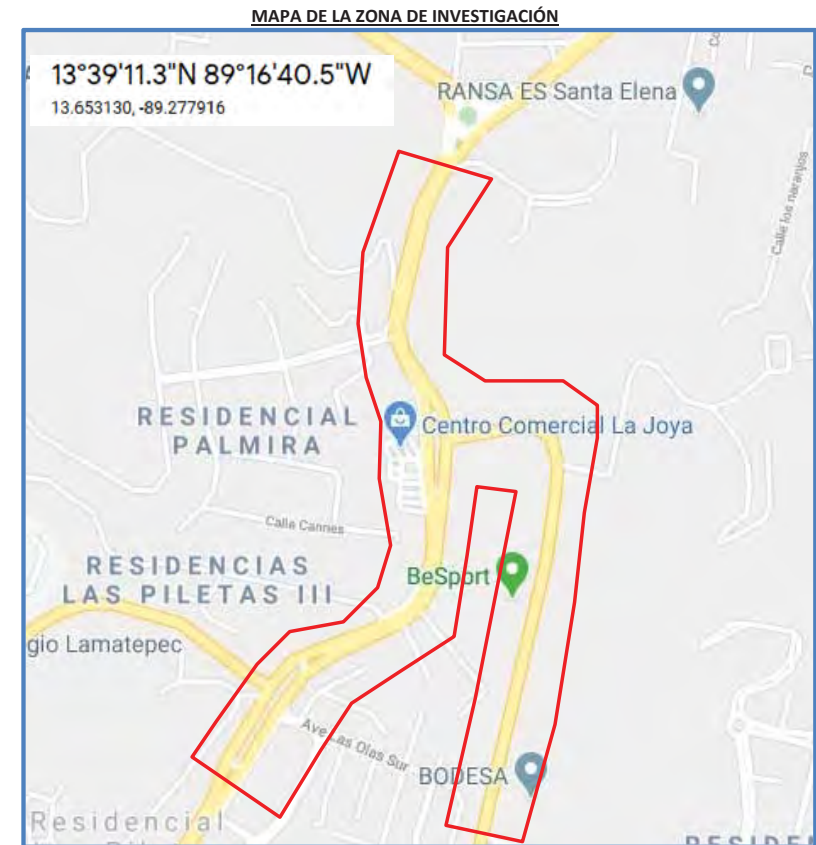 MAPA DE LA ZONA DE INVESTIGACIÓN
13°39'11.3"N 89°16'40.5"W
13.653130, -89.277916
RANSA ES Santa Elena
Calle los naranjos
RESIDENCIAL
PALMIRA
Centro Comercial La Joya
Calle Cannes
RESIDENCIAS
LAS PILETAS III
BeSport
gio Lamatepec
Ave Las Olas Sur
BODESA
Residencial
RESIDE